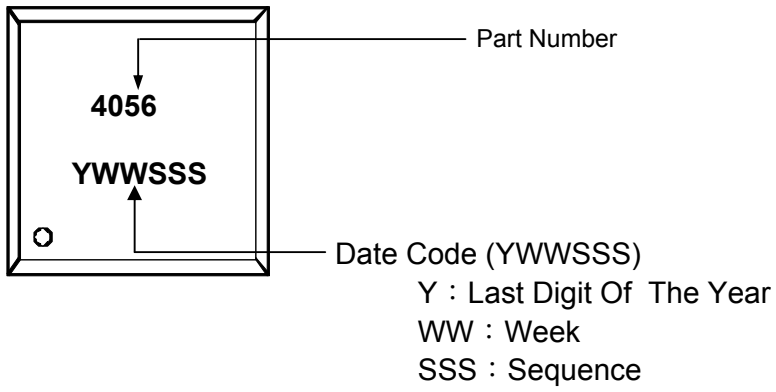 Part Number
4056
YWWSSS
Date Code (YWWSSS)
Y：Last Digit Of The Year
WW：Week
SSS：Sequence